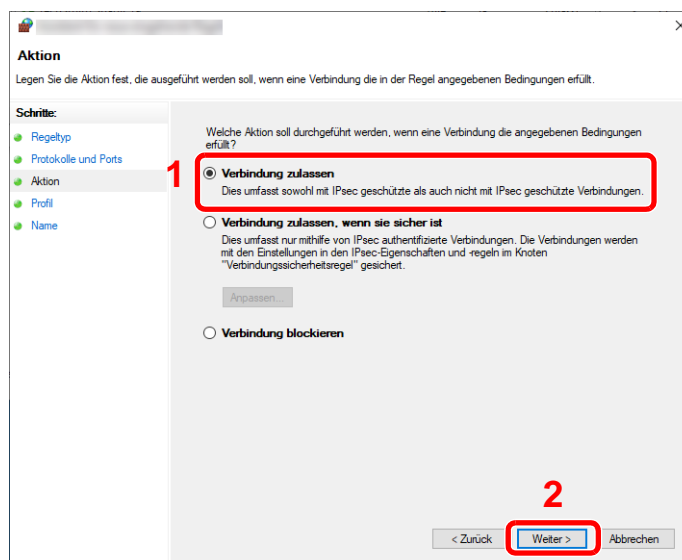 Aktion
Legen Sie die Aktion fest, die ausgeführt werden soll, wenn eine Verbindung die in der Regel angegebenen Bedingungen erfüllt.
Schritte:
Regeltyp
Protokolle und Ports
Aktion
Profil
Name
Welche Aktion soll durchgeführt werden, wenn eine Verbindung die angegebenen Bedingungen
erfüllt?
1
Verbindung zulassen
Dies umfasst sowohl mit IPsec geschützte als auch nicht mit IPsec geschützte Verbindungen.
Verbindung zulassen, wenn sie sicher ist
Dies umfasst nur mithilfe von IPsec authentifizierte Verbindungen. Die Verbindungen werden
mit den Einstellungen in den IPsec-Eigenschaften und -regeln im Knoten
"Verbindungssicherheitsregel" gesichert.
Anpassen...
Verbindung blockieren
2
< Zurück Weiter > Abbrechen